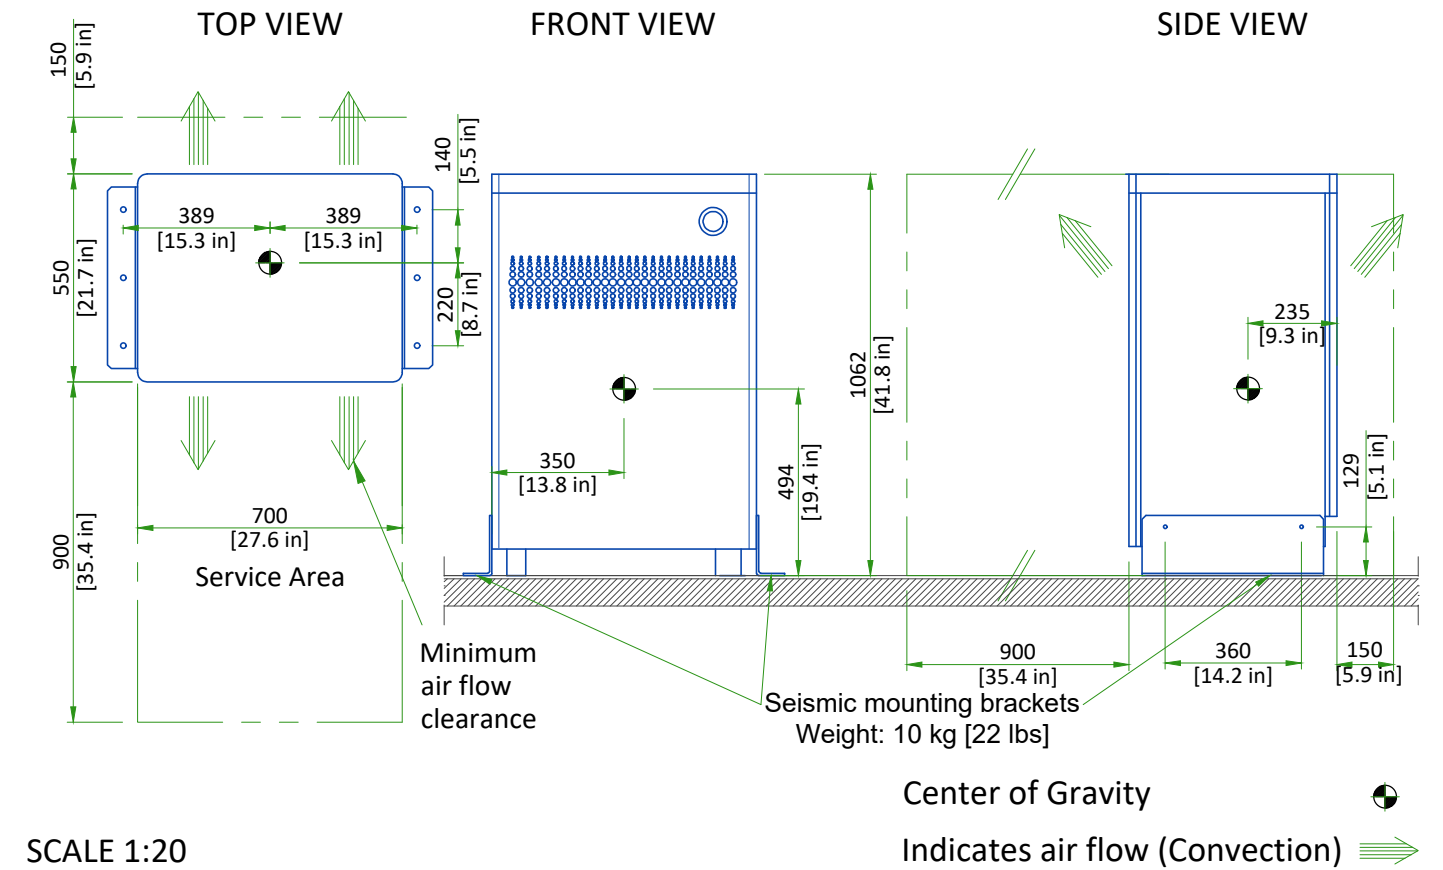 TOP VIEW
FRONT VIEW
SIDE VIEW
150
[5.9 in]
140
[5.5 in]
389
[15.3 in]
389
[15.3 in]
550
[21.7 in]
220
[8.7 in]
235
[9.3 in]
1062
[41.8 in]
350
[13.8 in]
494
[19.4 in]
129
[5.1 in]
700
[27.6 in]
900
[35.4 in]
Service Area
Minimum
air flow
clearance
900
[35.4 in]
360
[14.2 in]
150
[5.9 in]
Seismic mounting brackets
Weight: 10 kg [22 lbs]
Center of Gravity
SCALE 1:20
Indicates air flow (Convection)